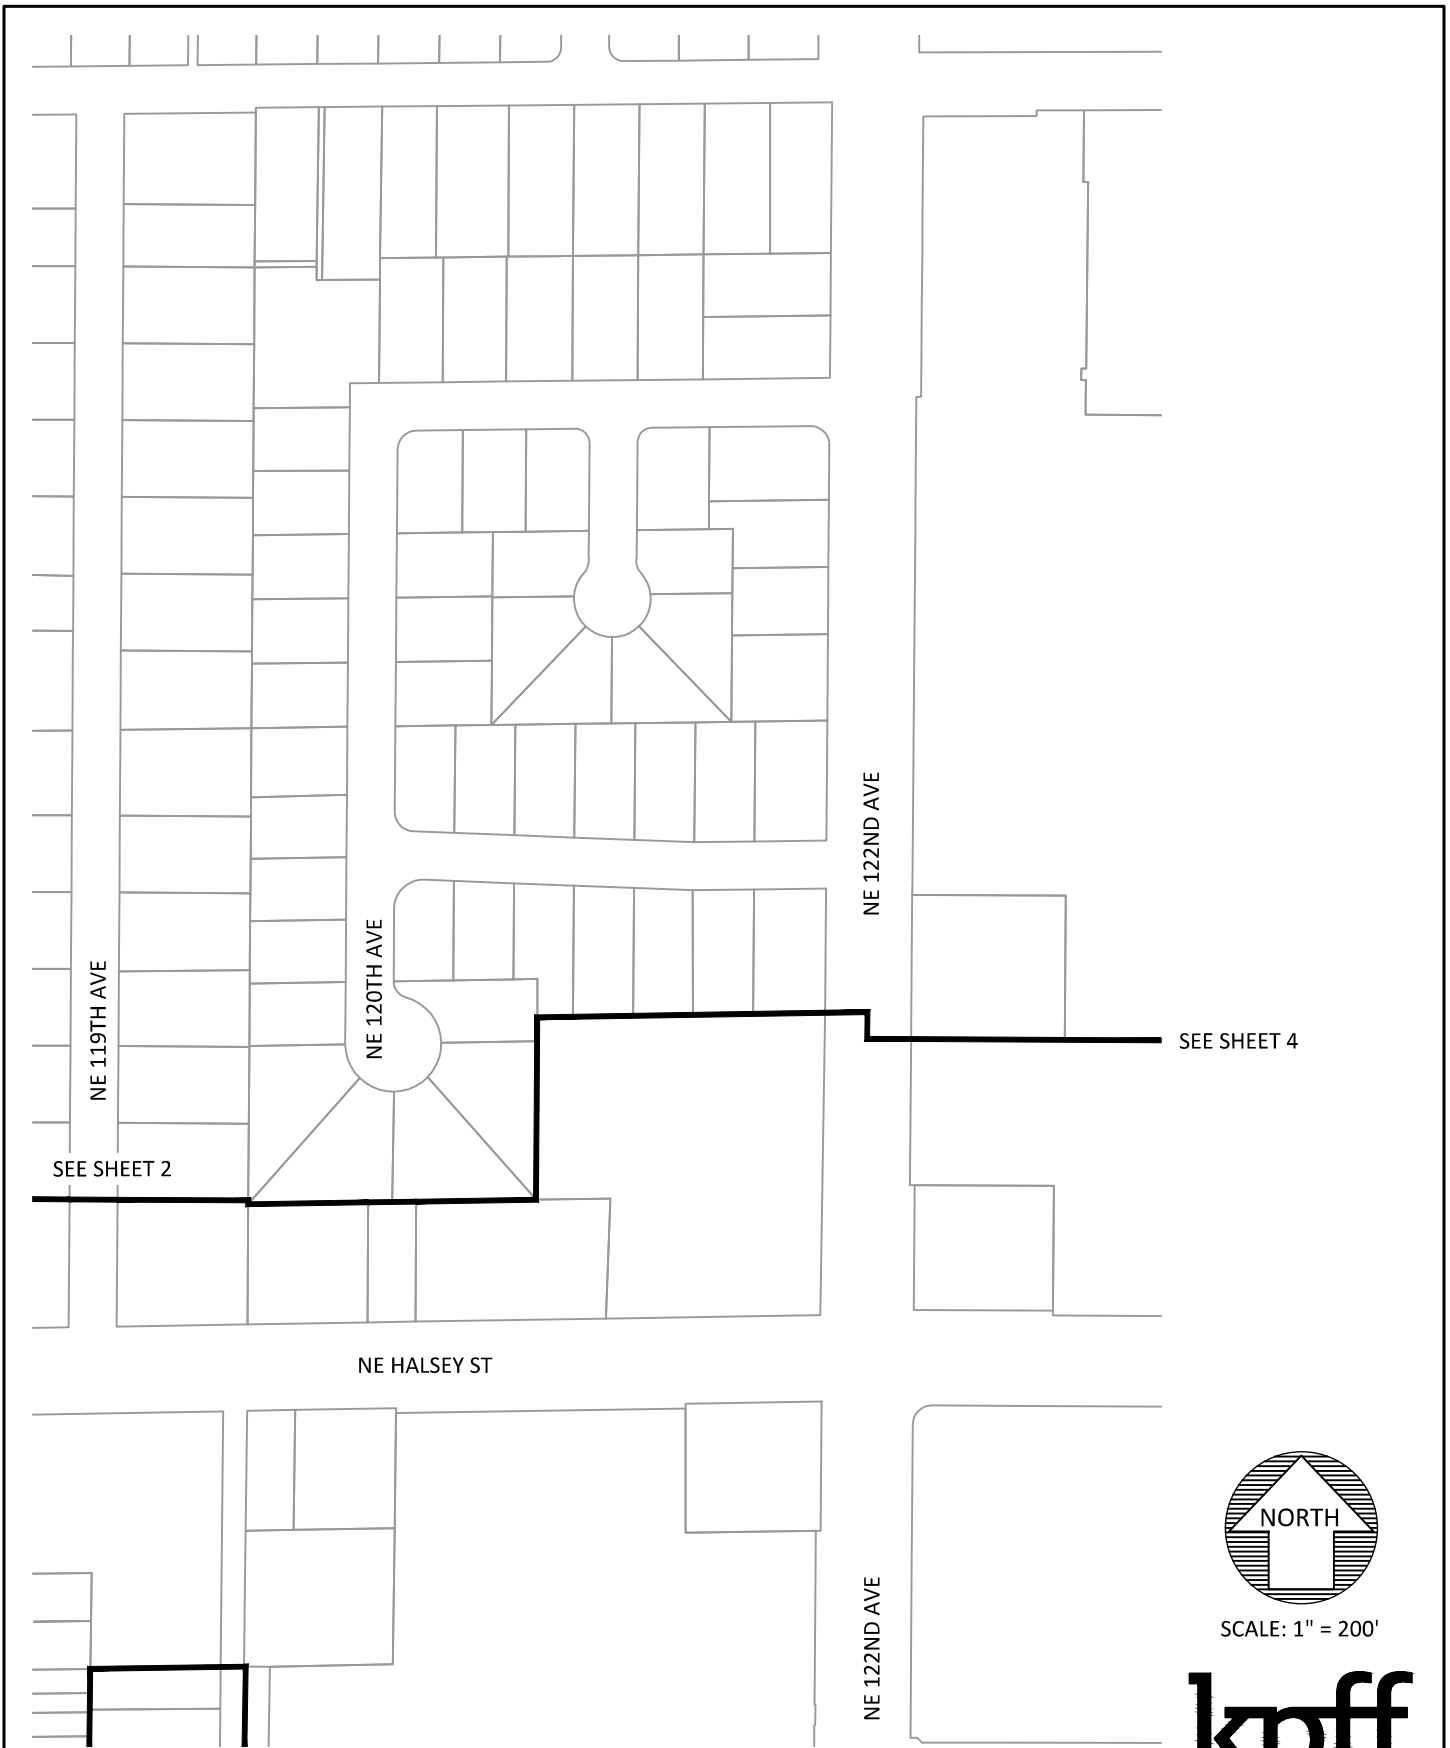 NE 122ND AVE
NE 120TH AVE
NE 119TH AVE
SEE SHEET 4
SEE SHEET 2
NE HALSEY ST
NORTH
SCALE: 1" = 200'
NE 122ND AVE
kpff